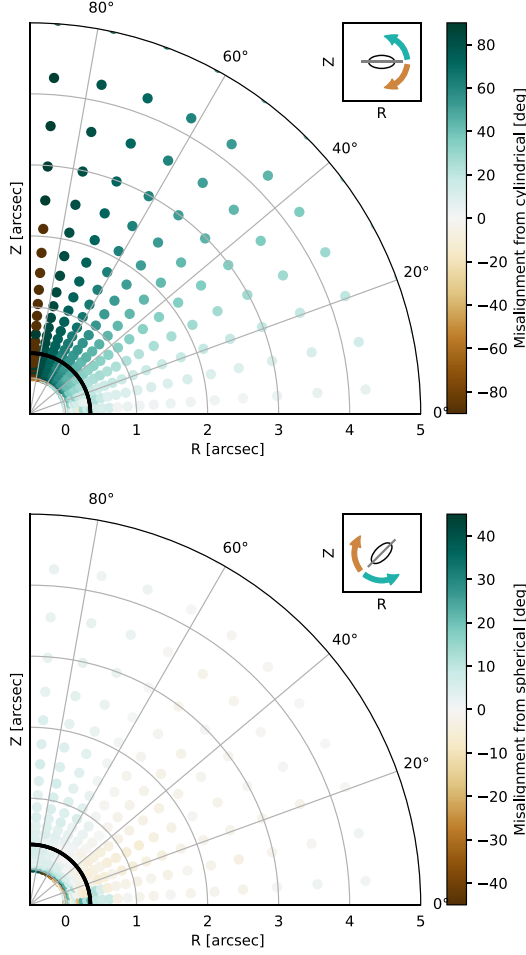 80°
60°
40°
20°
0°
Z [arcsec]
0 1 2 3 4 5
R [arcsec]
Z
R
80
60
40
20
0
−20
−40
−60
−80
Misalignment from cylindrical [deg]
80°
60°
40°
20°
0°
Z [arcsec]
0 1 2 3 4 5
R [arcsec]
Z
R
40
30
20
10
0
−10
−20
−30
−40
Misalignment from spherical [deg]